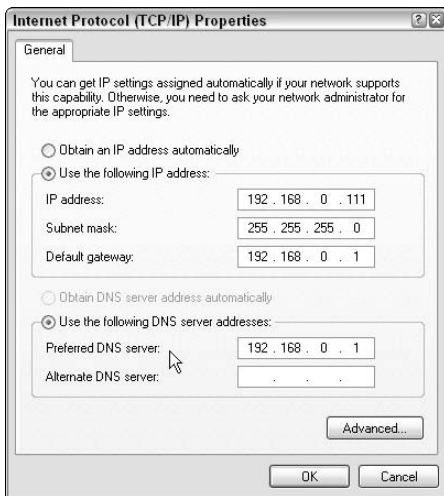 Internet Protocol (TCP/IP) Properties
General
You can get IP settings assigned automatically if your network supports
this capability. Otherwise, you need to ask your network administrator for
the appropriate IP settings.
Obtain an IP address automatically
Use the following IP address:
IP address: 192 . 168 . 0 . 111
Subnet mask: 255 . 255 . 255 . 0
Default gateway: 192 . 168 . 0 . 1
Obtain DNS server address automatically
Use the following DNS server addresses:
Preferred DNS server: 192 . 168 . 0 . 1
Alternate DNS server: . . .
Advanced...
OK Cancel